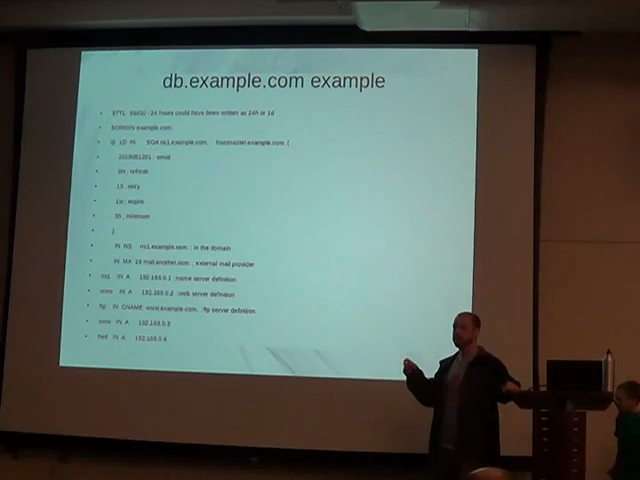 db.example.com example
$TTL 86400 ; 24 hours could have been written as 24h or 1d
$ORIGIN example.com.
@ 1D IN SOA ns1.example.com. hostmaster.example.com. (
; serial
3H ; refresh
15 ; retry
1w ; expire
3h ; minimum
)
IN NS ns1.example.com. ; in the domain
IN MX 10 mail.another.com. ; external mail provider
ns1 IN A 192.168.0.1 ;name server definition
www IN A 192.168.0.2 ;web server definition
ftp IN CNAME www.example.com. ;ftp server definition
IN A 192.168.0.3
fred IN A 192.168.0.4